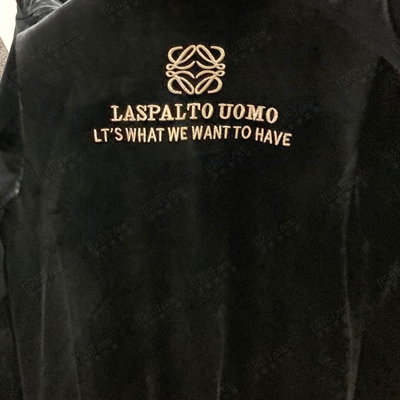 LASPALTO UOMO
LT'S WHAT WE WANT TO HAVE